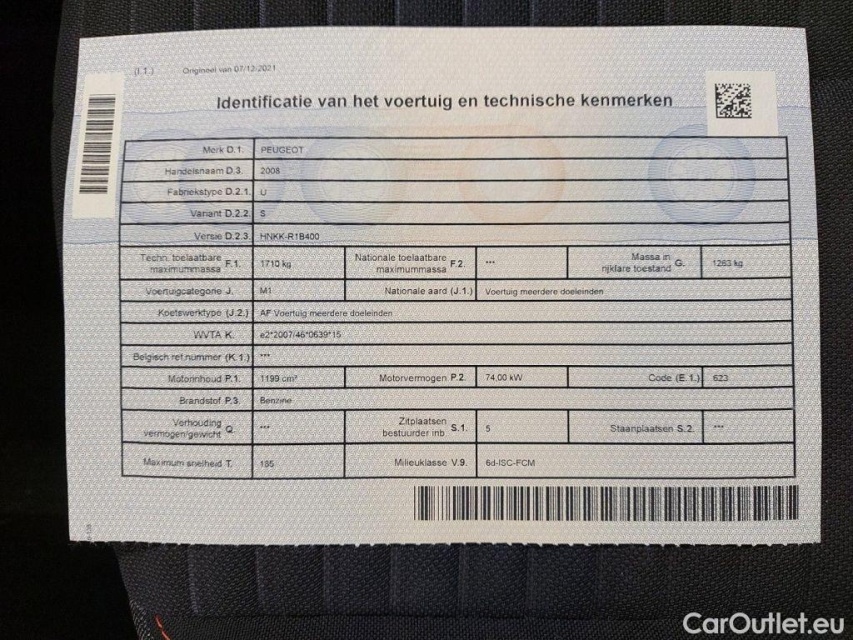 (I.1.) Origineel van 07/12/2021
Identificatie van het voertuig en technische kenmerken
Merk D.1. PEUGEOT
Handelsnaam D.3. 2008
Fabriekstype D.2.1. U
Variant D.2.2. S
Versie D.2.3. HNKK-R1B400
Techn. toelaatbare maximummassa F.1. 1710 kg Nationale toelaatbare maximummassa F.2. *** Massa in rijklare toestand G. 1263 kg
Voertuigcategorie J. M1 Nationale aard (J.1.) Voertuig meerdere doeleinden
Koetswerktype (J.2.) AF Voertuig meerdere doeleinden
WVTA K. e2*2007/46*0639*15
Belgisch ref.nummer (K.1.) ***
Motorinhoud P.1. 1199 cm³ Motorvermogen P.2. 74,00 kW Code (E.1.) 623
Brandstof P.3. Benzine
Verhouding vermogen/gewicht Q. *** Zitplaatsen bestuurder inb S.1. 5 Staanplaatsen S.2. ***
Maximum snelheid T. 185 Milieuklasse V.9. 6d-ISC-FCM
CarOutlet.eu